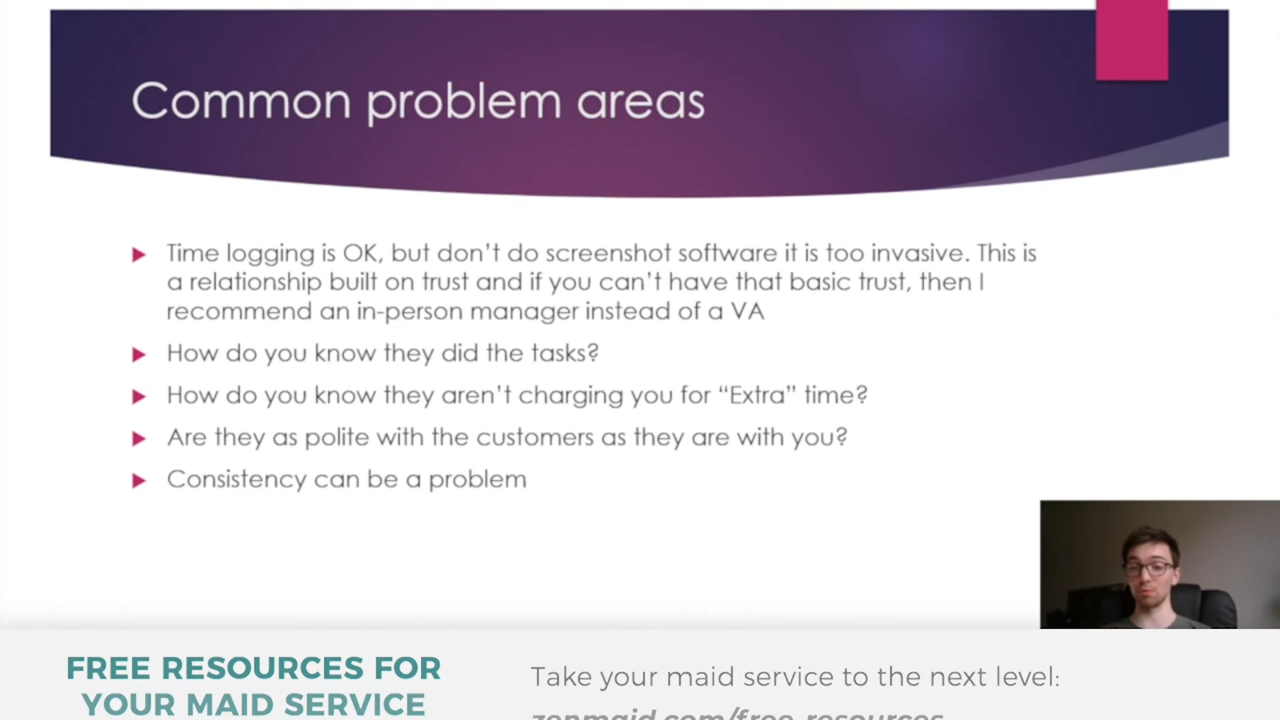 Common problem areas
Time logging is OK, but don't do screenshot software it is too invasive. This is
a relationship built on trust and if you can't have that basic trust, then I
recommend an in-person manager instead of a VA
How do you know they did the tasks?
How do you know they aren't charging you for “Extra” time?
Are they as polite with the customers as they are with you?
Consistency can be a problem
FREE RESOURCES FOR
YOUR MAID SERVICE
Take your maid service to the next level:
zenmaid.com/free-resources